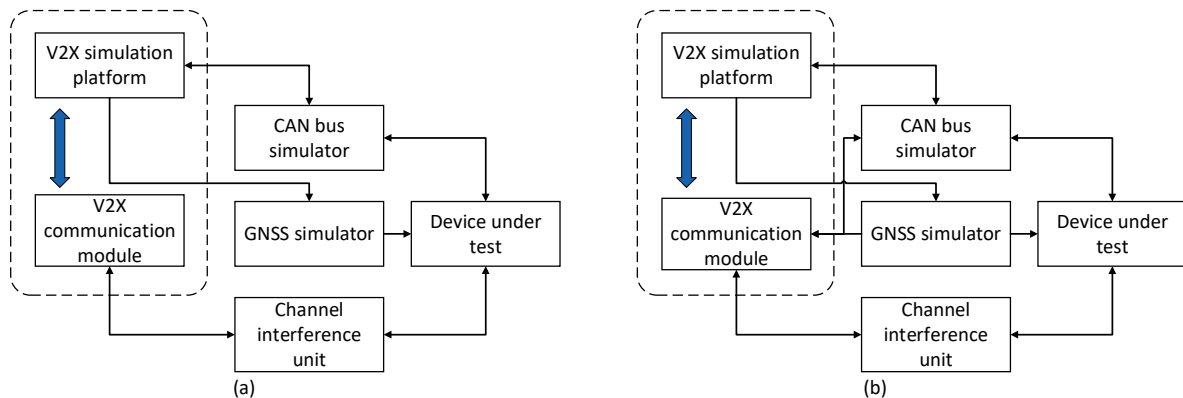 V2X simulation
platform
CAN bus
simulator
V2X
communication
module
GNSS simulator
Device under
test
Channel
interference
unit
(a)
V2X simulation
platform
CAN bus
simulator
V2X
communication
module
GNSS simulator
Device under
test
Channel
interference
unit
(b)